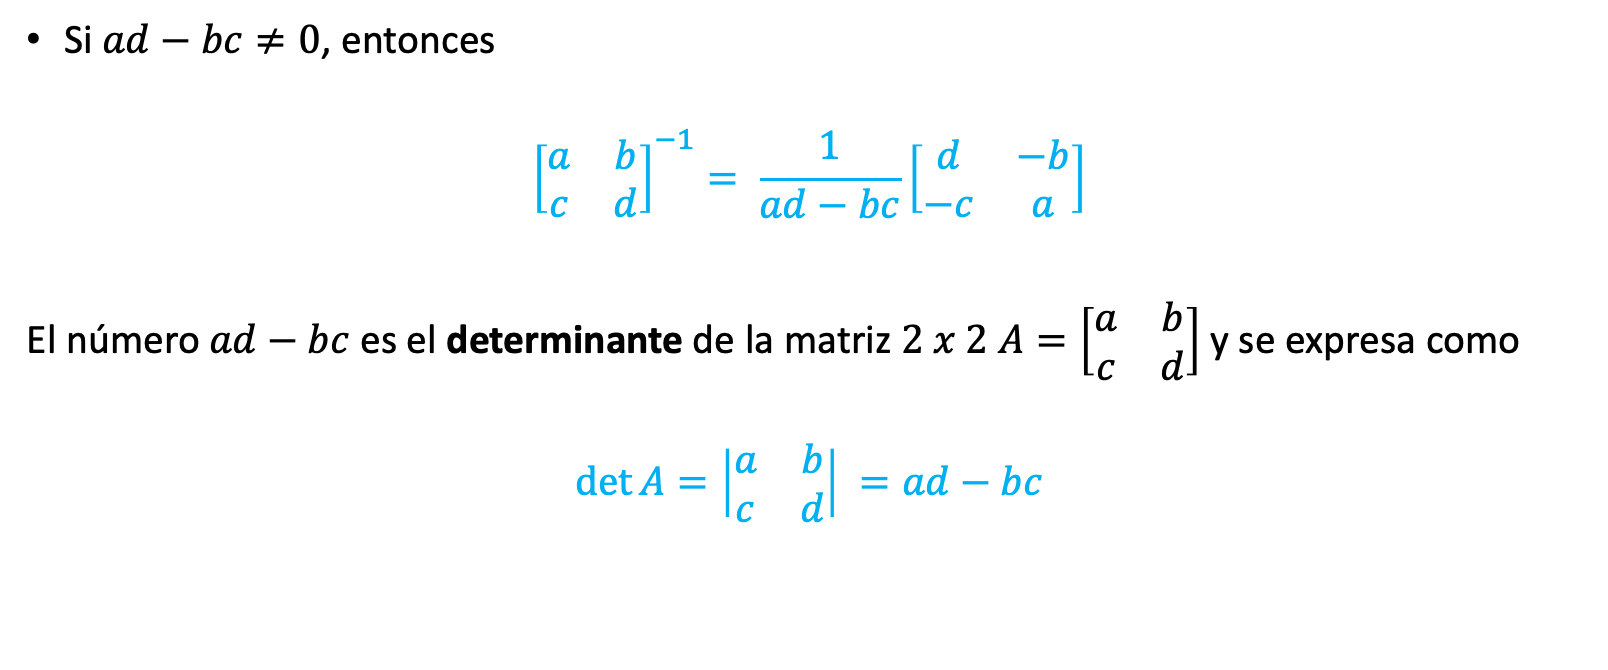 • Si ad − bc ≠ 0, entonces
[a b; c d]⁻¹ = 1/(ad − bc) [d −b; −c a]
El número ad − bc es el determinante de la matriz 2 x 2 A = [a b; c d] y se expresa como
det A = |a b; c d| = ad − bc